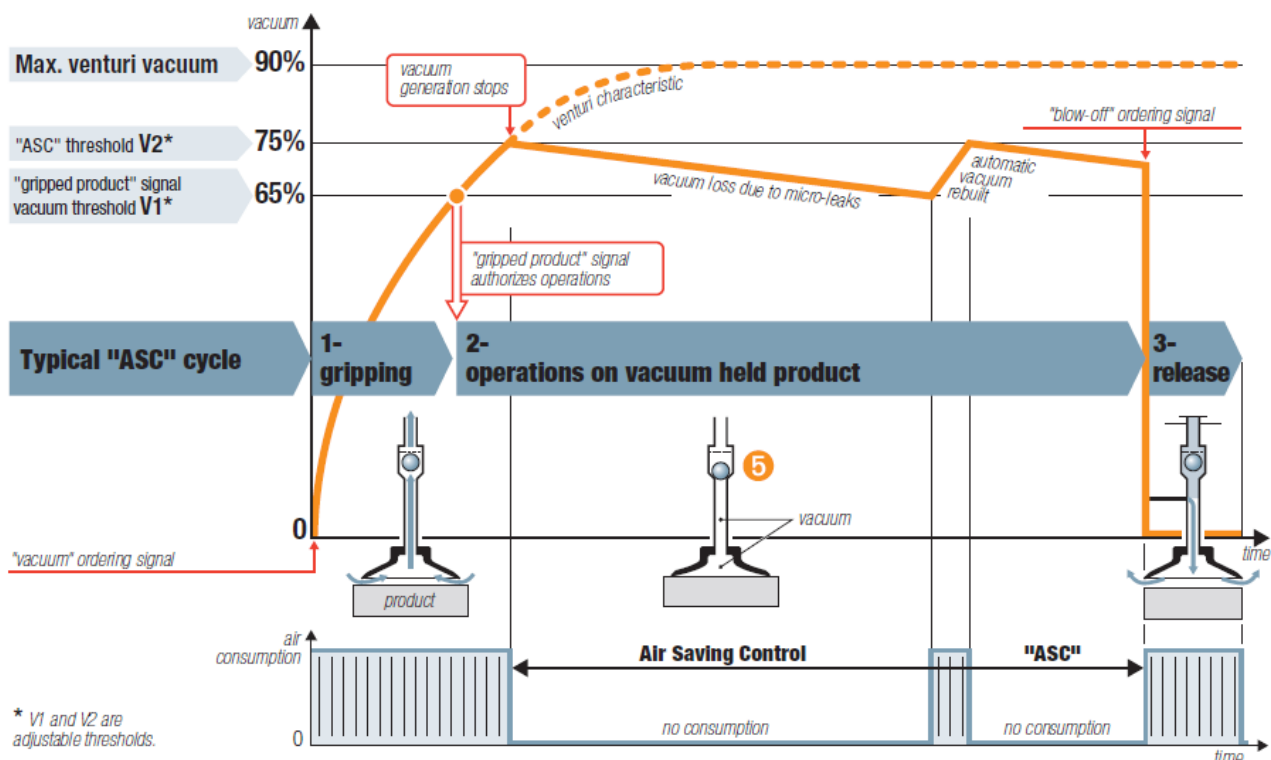 vacuum
Max. venturi vacuum
90%
vacuum
generation stops
venturi characteristic
"blow-off" ordering signal
"ASC" threshold V2*
75%
automatic
vacuum
rebuilt
"gripped product" signal
vacuum threshold V1*
65%
vacuum loss due to micro-leaks
"gripped product" signal
authorizes operations
Typical "ASC" cycle
1-
gripping
2-
operations on vacuum held product
3-
release
5
vacuum
0
time
"vacuum" ordering signal
product
air
consumption
Air Saving Control
"ASC"
* V1 and V2 are
adjustable thresholds.
no consumption
no consumption
0
time